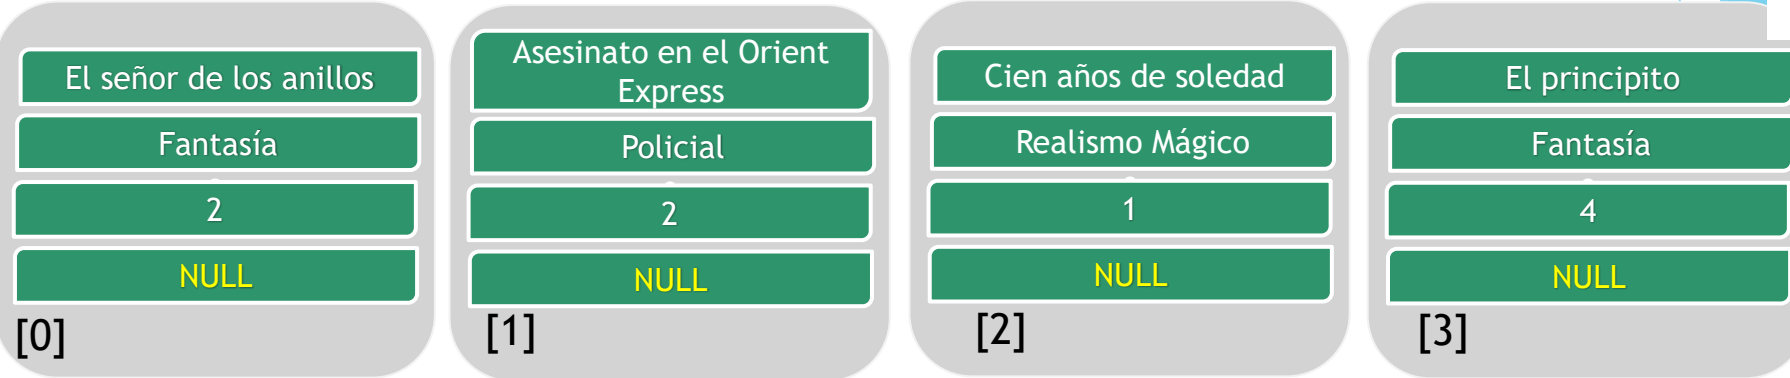 El señor de los anillos
Fantasía
2
NULL
[0]
Asesinato en el Orient
Express
Policial
2
NULL
[1]
Cien años de soledad
Realismo Mágico
1
NULL
[2]
El principito
Fantasía
4
NULL
[3]